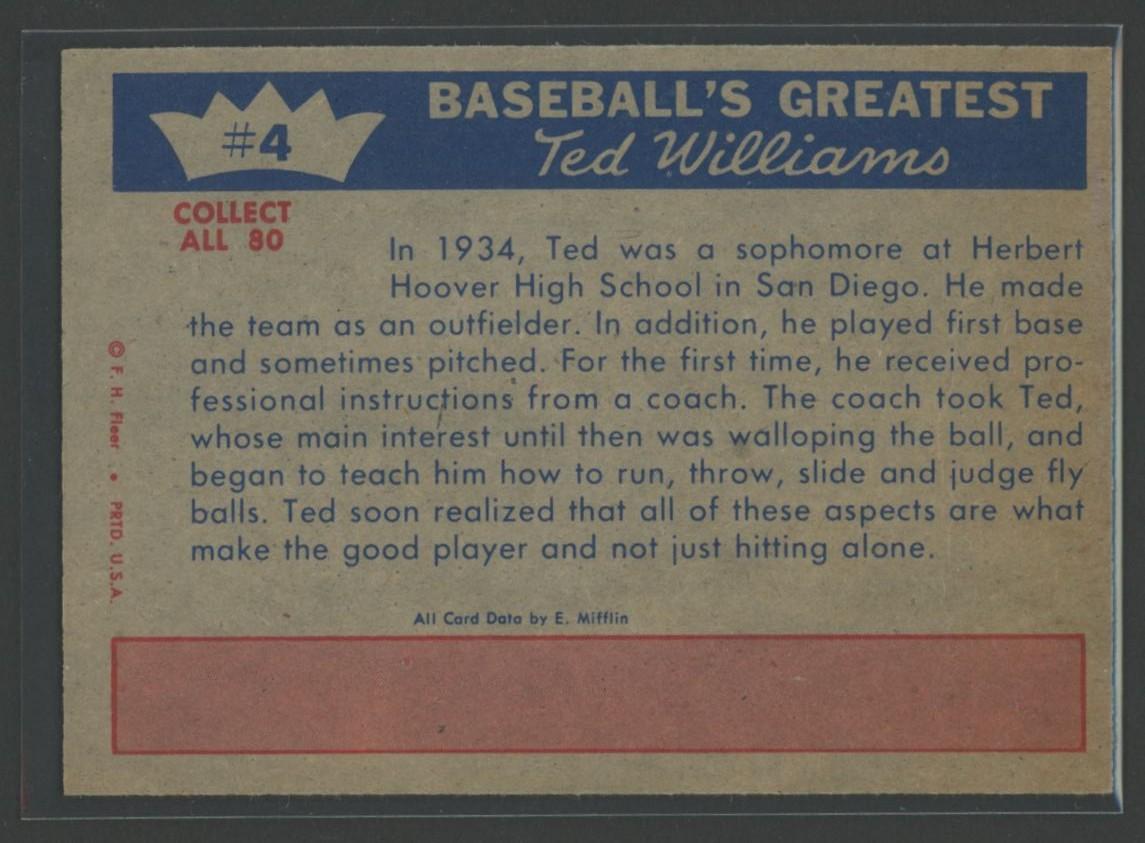 #4
BASEBALL'S GREATEST
Ted Williams
COLLECT
ALL 80
In 1934, Ted was a sophomore at Herbert
Hoover High School in San Diego. He made
the team as an outfielder. In addition, he played first base
and sometimes pitched. For the first time, he received pro-
fessional instructions from a coach. The coach took Ted,
whose main interest until then was walloping the ball, and
began to teach him how to run, throw, slide and judge fly
balls. Ted soon realized that all of these aspects are what
make the good player and not just hitting alone.
© F. H. Fleer • PRTD. U.S.A.
All Card Data by E. Mifflin